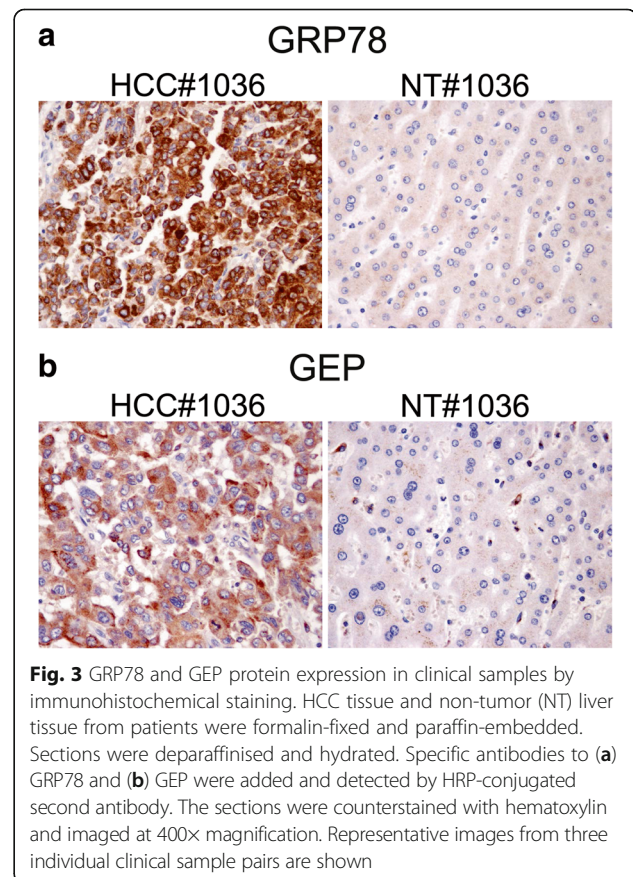 a
GRP78
HCC#1036 NT#1036
b
GEP
HCC#1036 NT#1036
Fig. 3 GRP78 and GEP protein expression in clinical samples by
immunohistochemical staining. HCC tissue and non-tumor (NT) liver
tissue from patients were formalin-fixed and paraffin-embedded.
Sections were deparaffinised and hydrated. Specific antibodies to (a)
GRP78 and (b) GEP were added and detected by HRP-conjugated
second antibody. The sections were counterstained with hematoxylin
and imaged at 400× magnification. Representative images from three
individual clinical sample pairs are shown